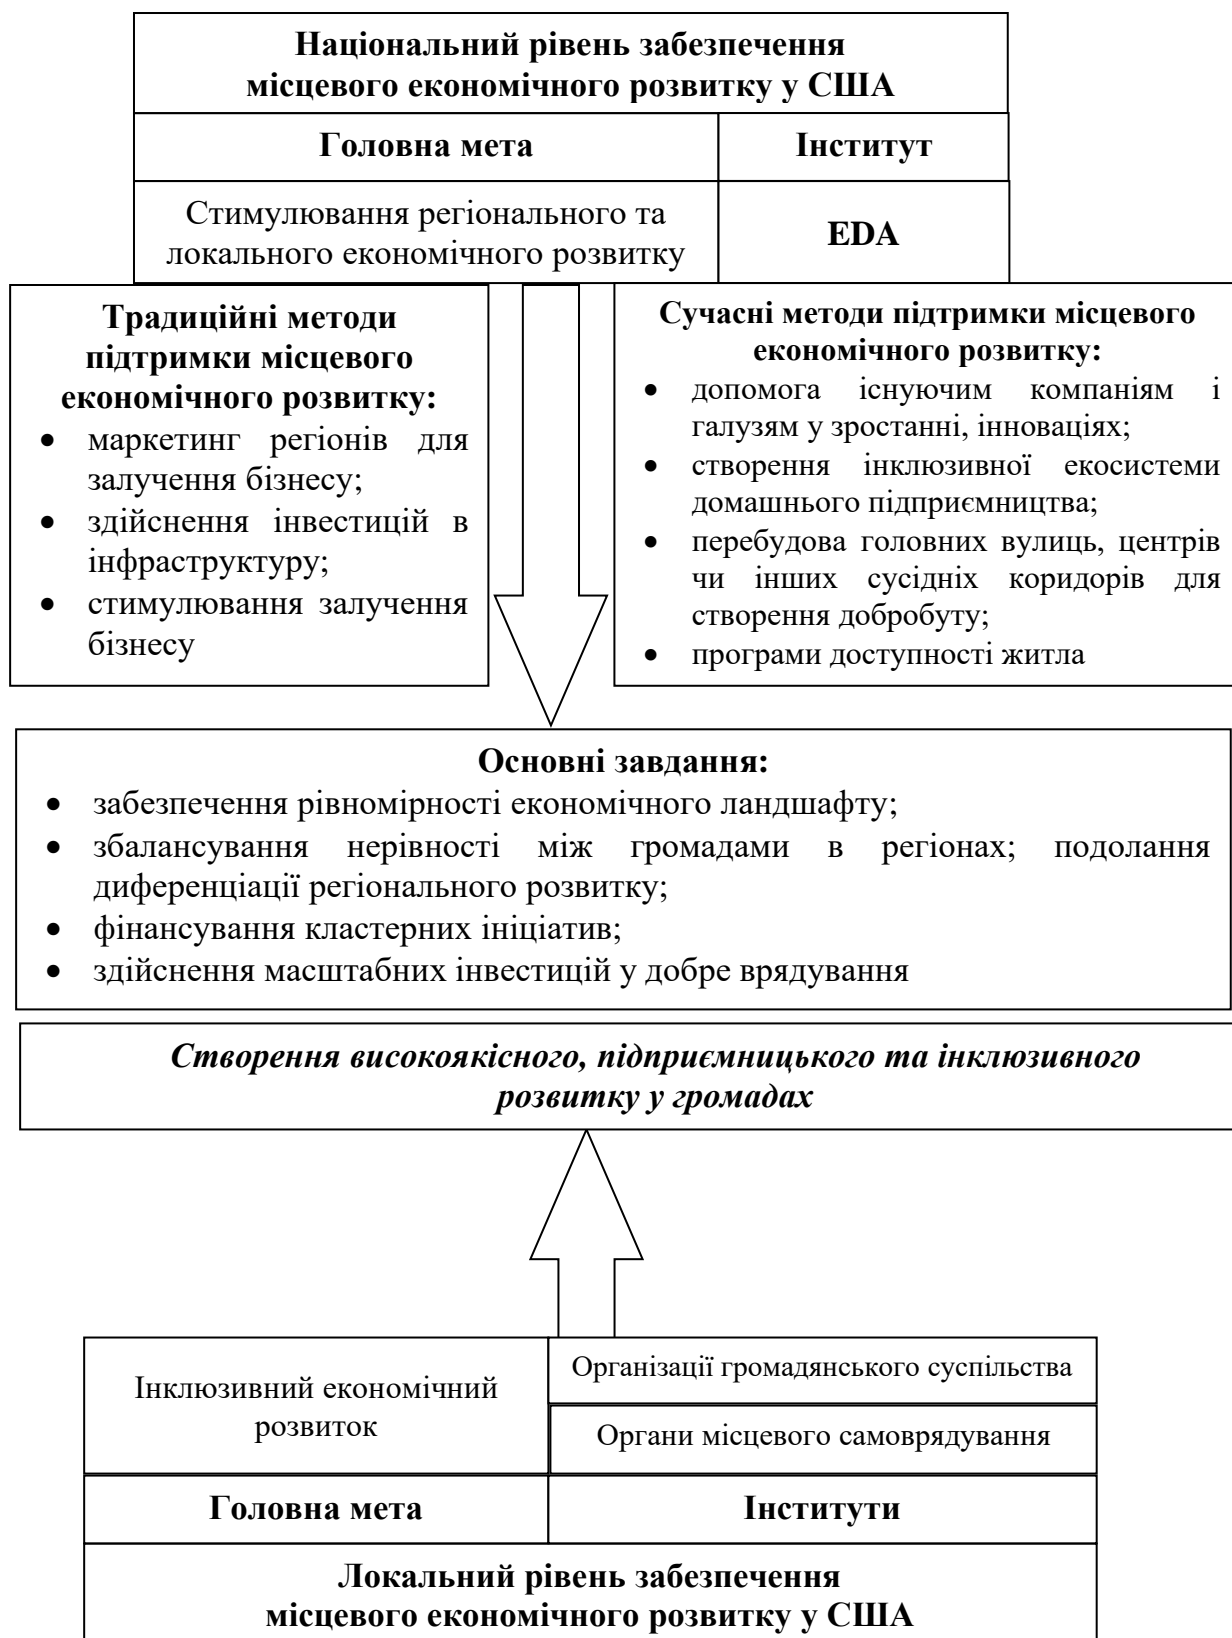 Національний рівень забезпечення
місцевого економічного розвитку у США
Головна мета
Інститут
Стимулювання регіонального та
локального економічного розвитку
EDA
Традиційні методи
підтримки місцевого
економічного розвитку:
• маркетинг регіонів для
залучення бізнесу;
• здійснення інвестицій в
інфраструктуру;
• стимулювання залучення
бізнесу
Сучасні методи підтримки місцевого
економічного розвитку:
• допомога існуючим компаніям і
галузям у зростанні, інноваціях;
• створення інклюзивної екосистеми
домашнього підприємництва;
• перебудова головних вулиць, центрів
чи інших сусідніх коридорів для
створення добробуту;
• програми доступності житла
Основні завдання:
• забезпечення рівномірності економічного ландшафту;
• збалансування нерівності між громадами в регіонах; подолання
диференціації регіонального розвитку;
• фінансування кластерних ініціатив;
• здійснення масштабних інвестицій у добре врядування
Створення високоякісного, підприємницького та інклюзивного
розвитку у громадах
Інклюзивний економічний
розвиток
Організації громадянського суспільства
Органи місцевого самоврядування
Головна мета
Інститути
Локальний рівень забезпечення
місцевого економічного розвитку у США